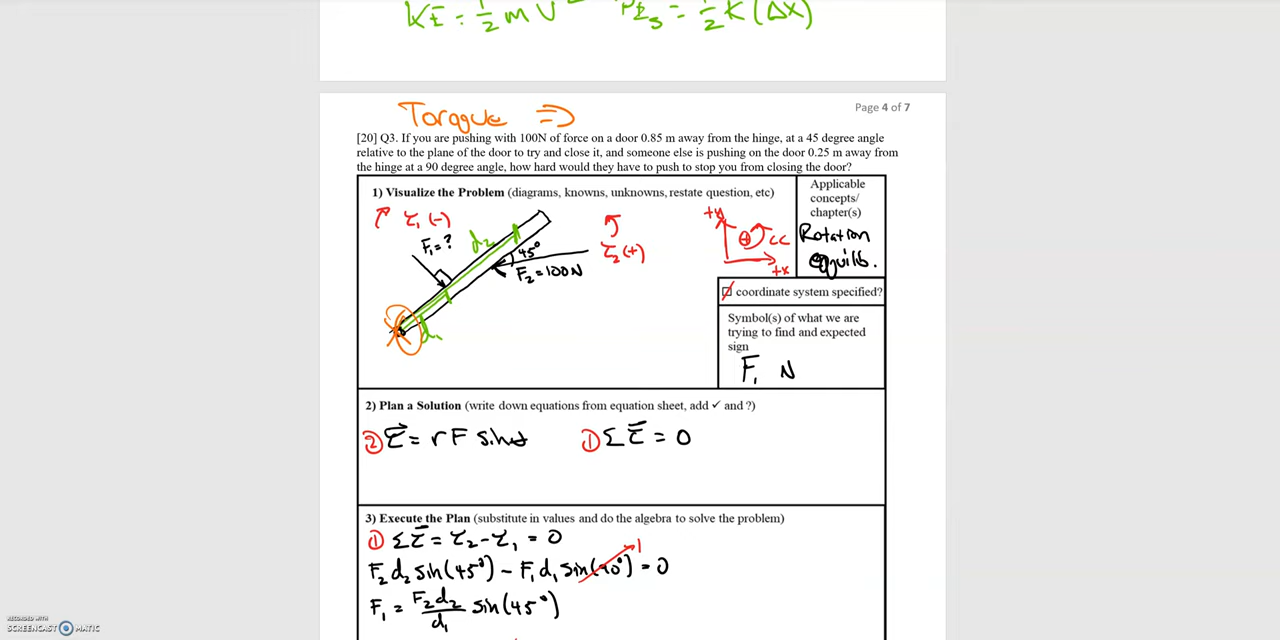 KE = 1/2 m v PE_s = 1/2 K (Δx)
Torque ⇒
Page 4 of 7
[20] Q3. If you are pushing with 100N of force on a door 0.85 m away from the hinge, at a 45 degree angle
relative to the plane of the door to try and close it, and someone else is pushing on the door 0.25 m away from
the hinge at a 90 degree angle, how hard would they have to push to stop you from closing the door?
1) Visualize the Problem (diagrams, knowns, unknowns, restate question, etc)
Applicable
concepts/
chapter(s)
Rotation
equilib.
τ₁ (-)
F₁ = ?
d₂
45°
F₂ = 100N
τ₂ (+)
d₁
+y
+ cc
+x
coordinate system specified?
Symbol(s) of what we are
trying to find and expected
sign
F₁ N
2) Plan a Solution (write down equations from equation sheet, add ✓ and ?)
② τ⃗ = r F sinα ① Σ τ⃗ = 0
3) Execute the Plan (substitute in values and do the algebra to solve the problem)
① Σ τ⃗ = τ₂ - τ₁ = 0
F₂ d₂ sin(45°) - F₁ d₁ sin(90°) = 0
1
F₁ = F₂d₂/d₁ sin(45°)
RECORDED WITH
SCREENCAST MATIC